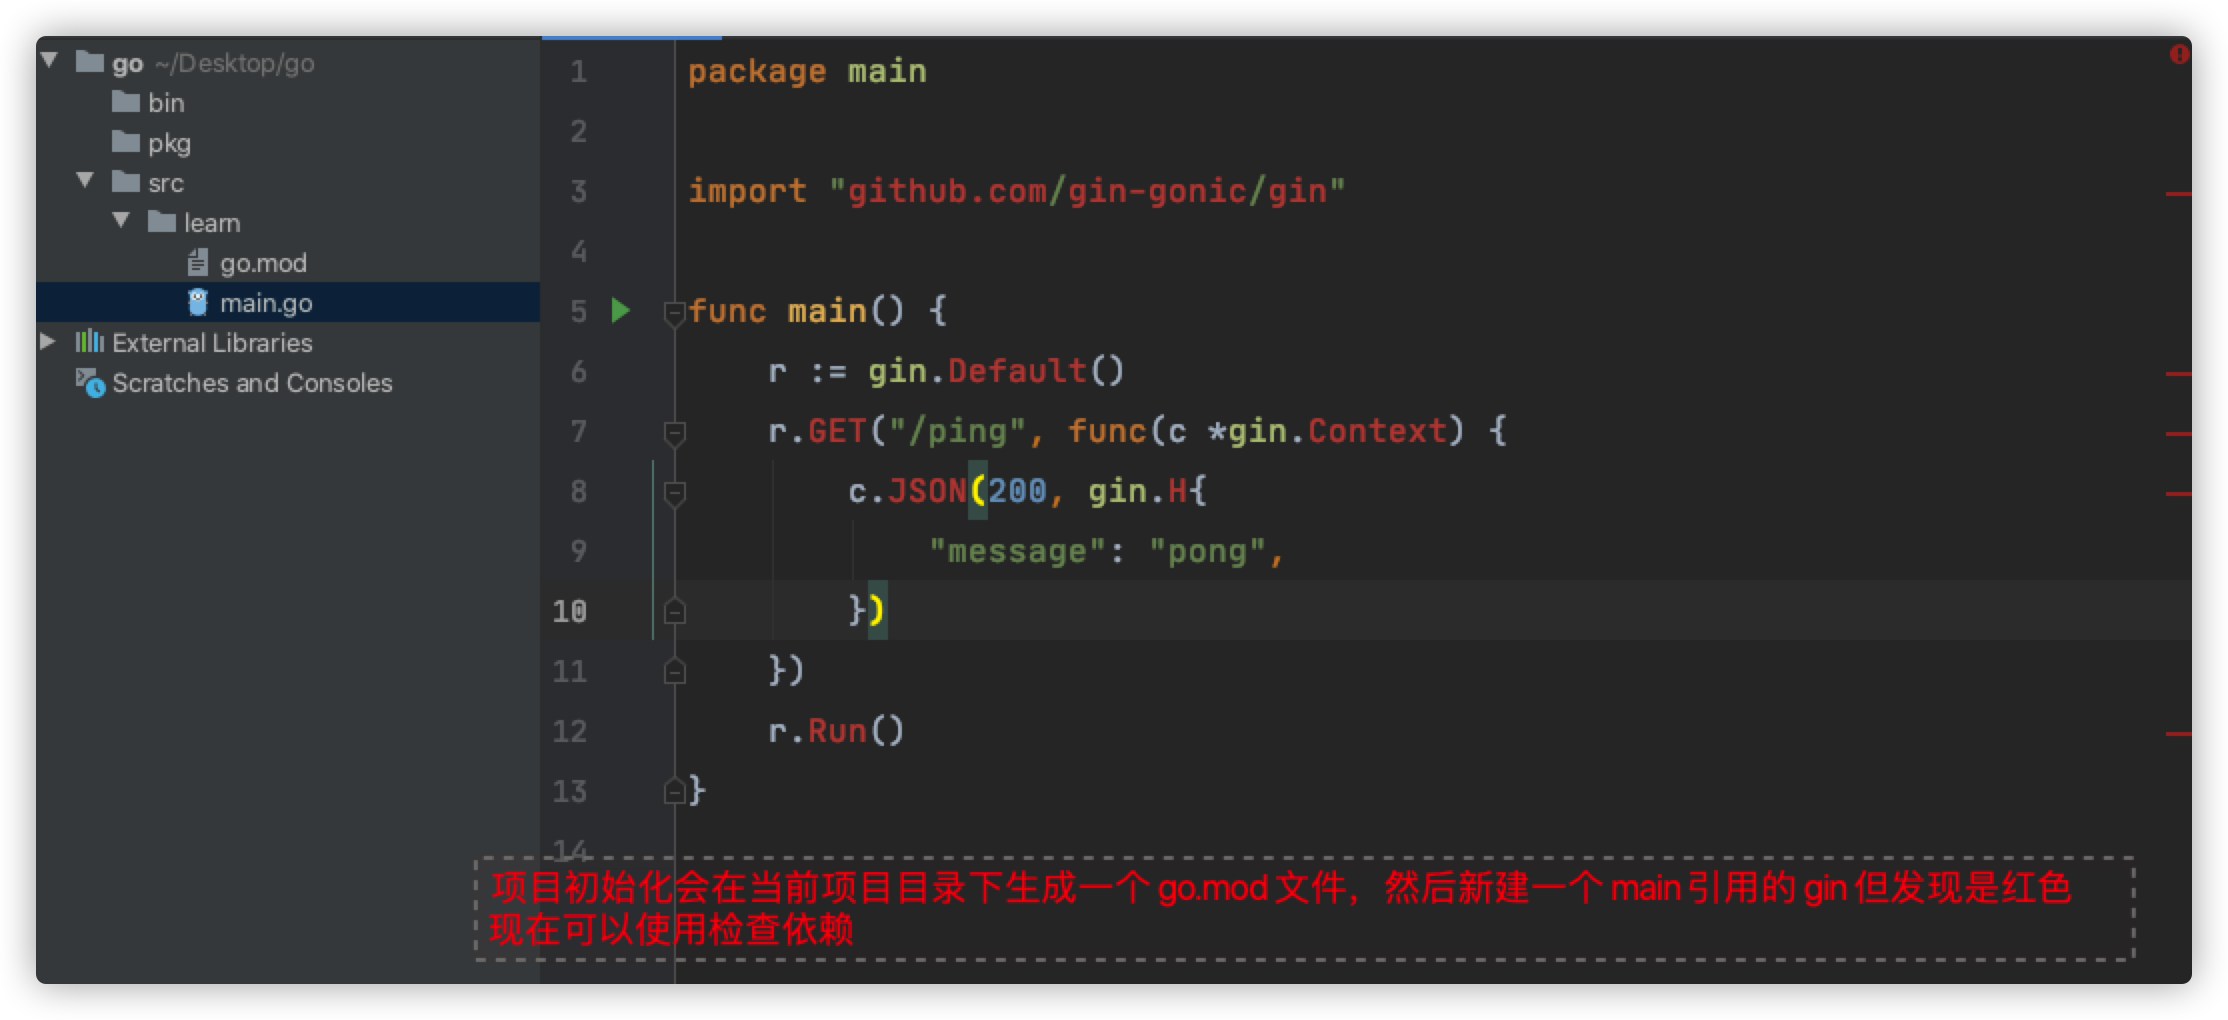 go ~/Desktop/go
bin
pkg
src
learn
go.mod
main.go
External Libraries
Scratches and Consoles
1 package main
2
3 import "github.com/gin-gonic/gin"
4
5 func main() {
6 r := gin.Default()
7 r.GET("/ping", func(c *gin.Context) {
8 c.JSON(200, gin.H{
9 "message": "pong",
10 })
11 })
12 r.Run()
13 }
14
项目初始化会在当前项目目录下生成一个 go.mod 文件，然后新建一个 main 引用的 gin 但发现是红色
现在可以使用检查依赖